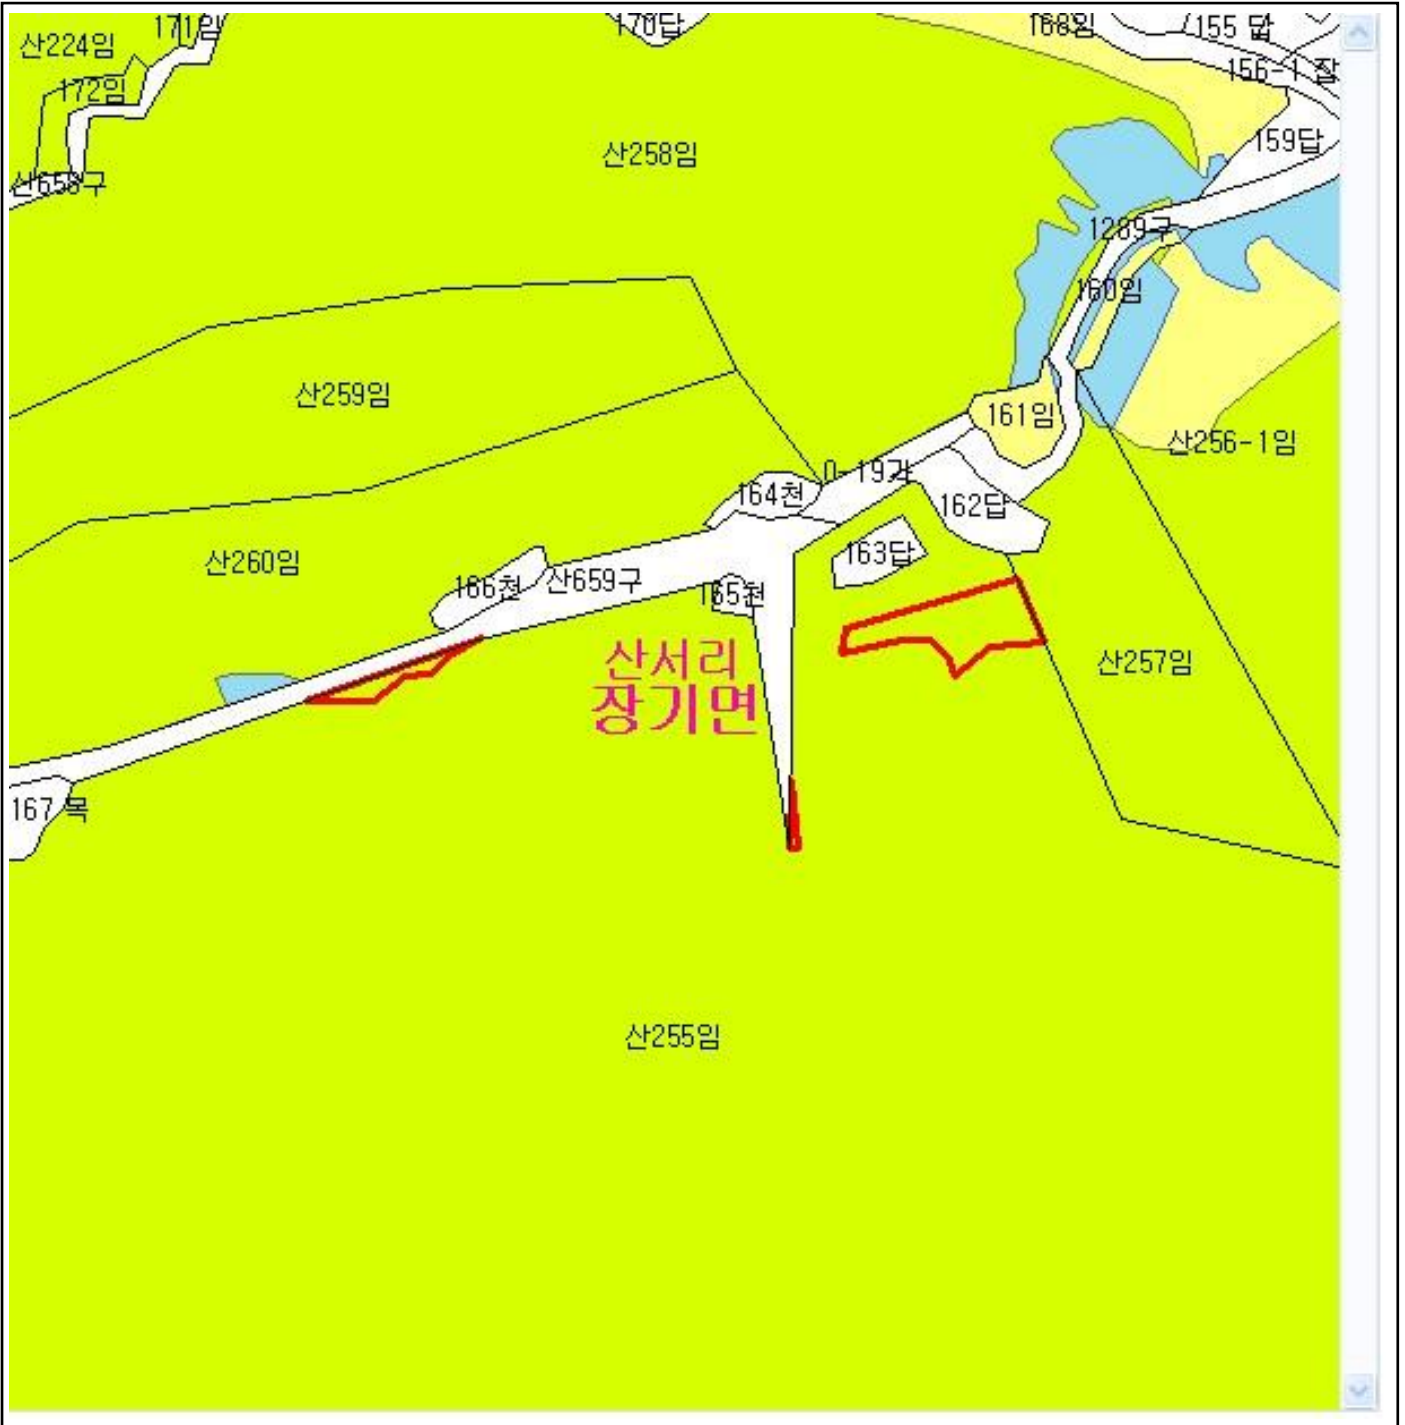 171임
170답
168임
155 답
산224임
156-1 잡
172임
159답
산258임
산658구
1289구
160임
산259임
161임
산256-1임
0-19가
164천
162답
163답
산260임
166천
산659구
165천
산서리
산257임
장기면
167 목
산255임